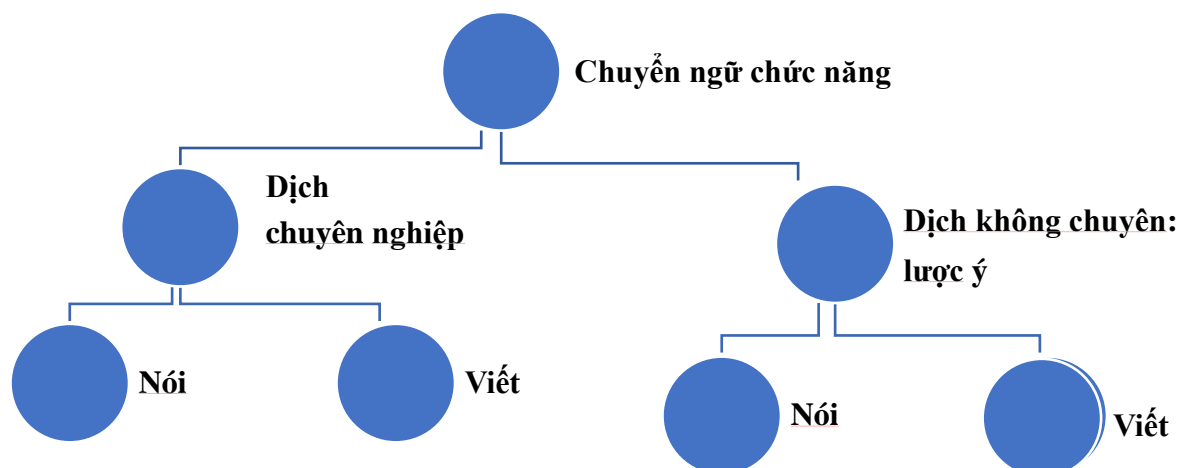 Chuyển ngữ chức năng
Dịch
chuyên nghiệp
Dịch không chuyên:
lược ý
Nói
Viết
Nói
Viết